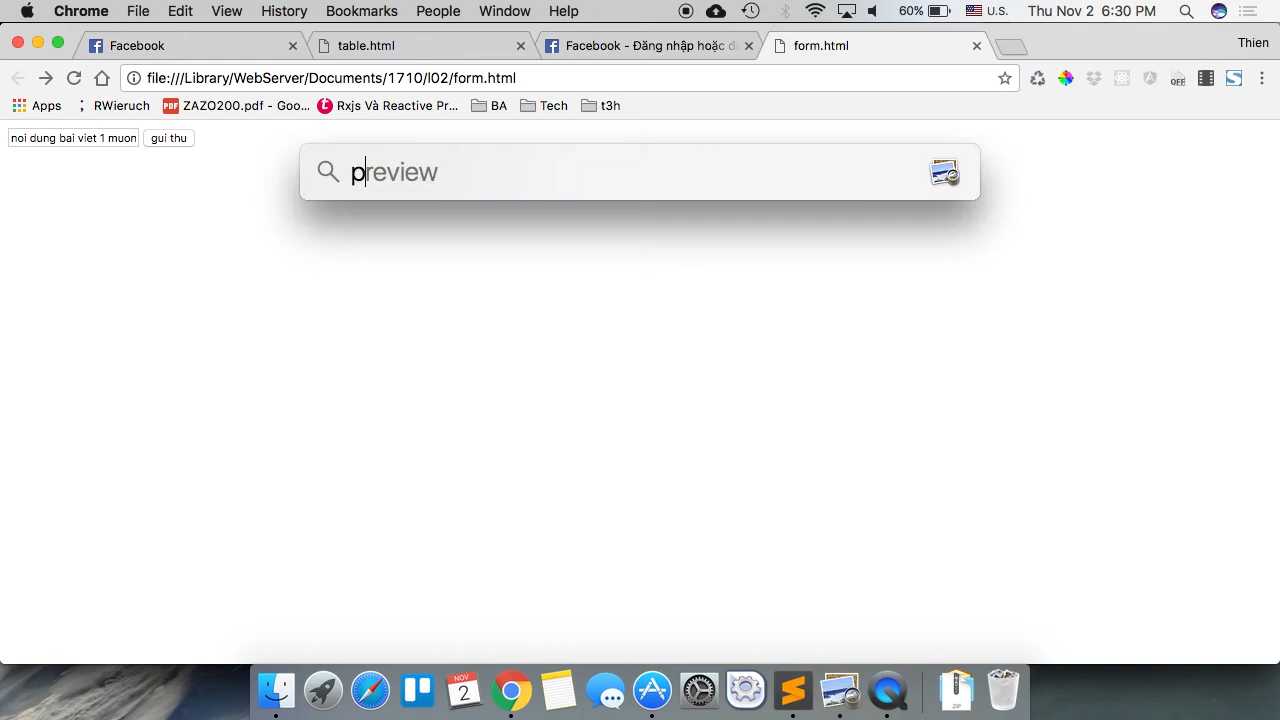 Chrome File Edit View History Bookmarks People Window Help 60% U.S. Thu Nov 2 6:30 PM
Facebook table.html Facebook - Đăng nhập hoặc đ form.html Thien
file:///Library/WebServer/Documents/1710/l02/form.html OFF
Apps RWieruch PDF ZAZO200.pdf - Goo... t Rxjs Và Reactive Pr... BA Tech t3h
noi dung bai viet 1 muon gui thu
preview
NOV
2
ZIP